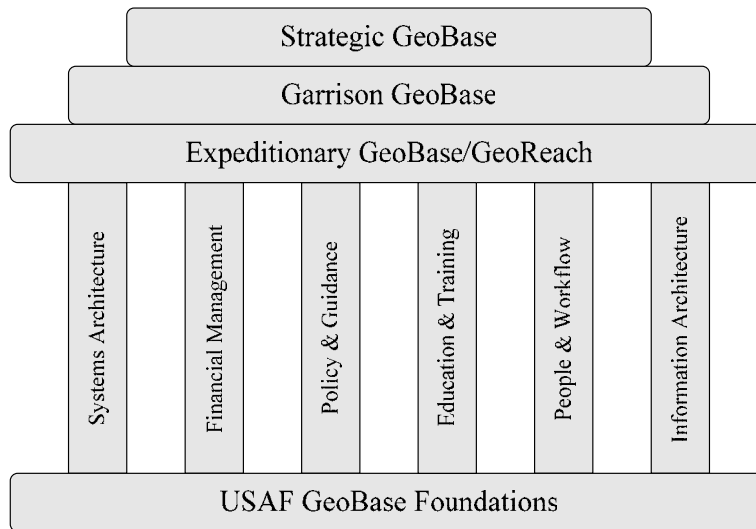 Strategic GeoBase
Garrison GeoBase
Expeditionary GeoBase/GeoReach
Systems Architecture
Financial Management
Policy & Guidance
Education & Training
People & Workflow
Information Architecture
USAF GeoBase Foundations